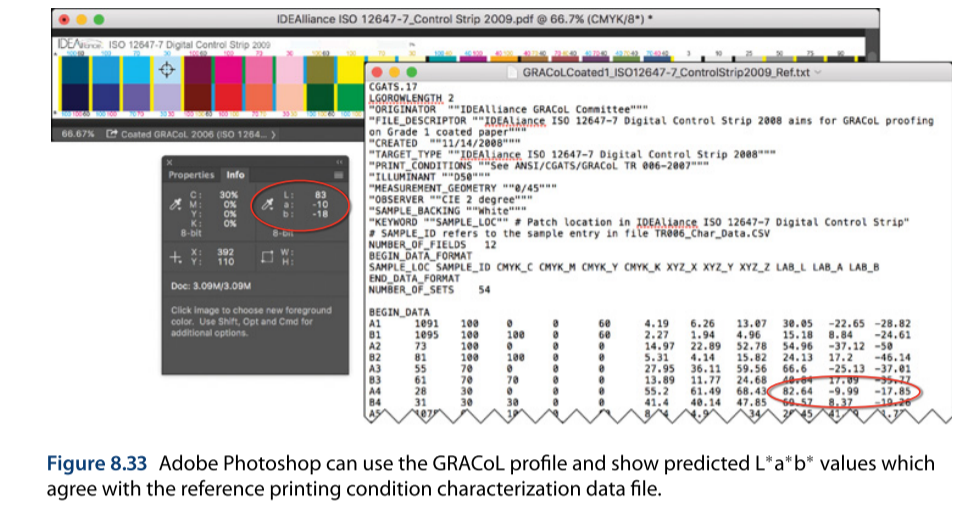 IDEAlliance ISO 12647-7_Control Strip 2009.pdf @ 66.7% (CMYK/8*) *
IDEAlliance. ISO 12647-7 Digital Control Strip 2009
66.67% Coated GRACoL 2006 (ISO 1264...
GRACoLCoated1_ISO12647-7_ControlStrip2009_Ref.txt
CGATS.17
LGOROWLENGTH 2
"ORIGINATOR ""IDEAlliance GRACoL Committee"""
"FILE_DESCRIPTOR ""IDEAliance ISO 12647-7 Digital Control Strip 2008 aims for GRACoL proofing
on Grade 1 coated paper"""
"CREATED ""11/14/2008"""
"TARGET_TYPE ""IDEAliance ISO 12647-7 Digital Control Strip 2008"""
"PRINT_CONDITIONS ""See ANSI/CGATS/GRACoL TR 006-2007"""
"ILLUMINANT ""D50"""
"MEASUREMENT_GEOMETRY ""0/45"""
"OBSERVER ""CIE 2 degree"""
"SAMPLE_BACKING ""White"""
"KEYWORD ""SAMPLE_LOC"" # Patch location in IDEAliance ISO 12647-7 Digital Control Strip"
# SAMPLE_ID refers to the sample entry in file TR006_Char_Data.CSV
NUMBER_OF_FIELDS 12
BEGIN_DATA_FORMAT
SAMPLE_LOC SAMPLE_ID CMYK_C CMYK_M CMYK_Y CMYK_K XYZ_X XYZ_Y XYZ_Z LAB_L LAB_A LAB_B
END_DATA_FORMAT
NUMBER_OF_SETS 54
BEGIN_DATA
A1 1091 100 0 0 60 4.19 6.26 13.07 30.05 -22.65 -28.82
B1 1095 100 100 0 60 2.27 1.94 4.96 15.18 8.84 -24.61
A2 73 100 0 0 0 14.97 22.89 52.78 54.96 -37.12 -50
B2 81 100 100 0 0 5.31 4.14 15.82 24.13 17.2 -46.14
A3 55 70 0 0 0 27.95 36.11 59.56 66.6 -25.13 -37.01
B3 61 70 70 0 0 13.89 11.77 24.68 40.84 17.09 -35.77
A4 28 30 0 0 0 55.2 61.49 68.43 82.64 -9.99 -17.85
B4 31 30 30 0 0 41.4 40.14 47.85 69.57 8.37 -19.26
Properties Info
C: 30% L: 83
M: 0% a: -10
Y: 0% b: -18
K: 0%
8-bit 8-bit
X: 392 W:
Y: 110 H:
Doc: 3.09M/3.09M
Click image to choose new foreground
color. Use Shift, Opt and Cmd for
additional options.
Figure 8.33 Adobe Photoshop can use the GRACoL profile and show predicted L*a*b* values which
agree with the reference printing condition characterization data file.